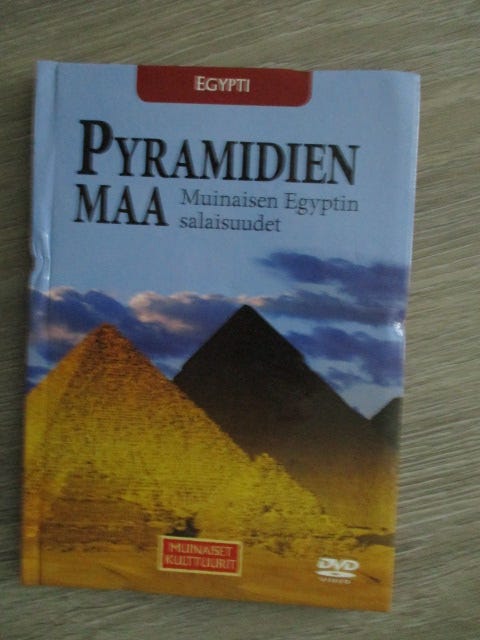 EGYPTI
PYRAMIDIEN
MAA Muinaisen Egyptin
salaisuudet
MUINAISET
KULTTUURIT
DVD
VIDEO